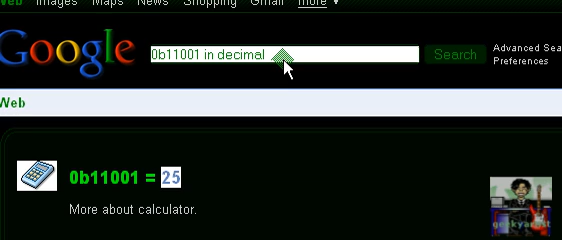 Web Images Maps News Shopping Gmail more ▼
Google
0b11001 in decimal
Search
Advanced Sea
Preferences
Web
0b11001 = 25
More about calculator.
geekyartist